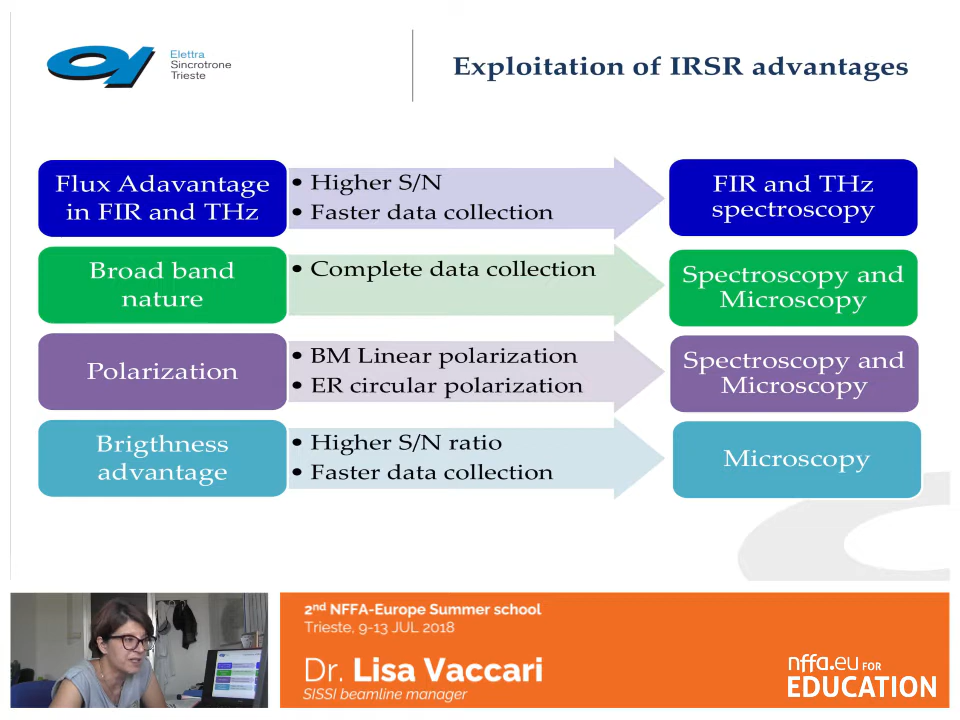 Elettra
Sincrotrone
Trieste
Exploitation of IRSR advantages
Flux Adavantage
in FIR and THz
• Higher S/N
• Faster data collection
FIR and THz
spectroscopy
Broad band
nature
• Complete data collection
Spectroscopy and
Microscopy
Polarization
• BM Linear polarization
• ER circular polarization
Spectroscopy and
Microscopy
Brigthness
advantage
• Higher S/N ratio
• Faster data collection
Microscopy
2nd NFFA-Europe Summer school
Trieste, 9-13 JUL 2018
Dr. Lisa Vaccari
SISSI beamline manager
nffa.eu FOR
EDUCATION